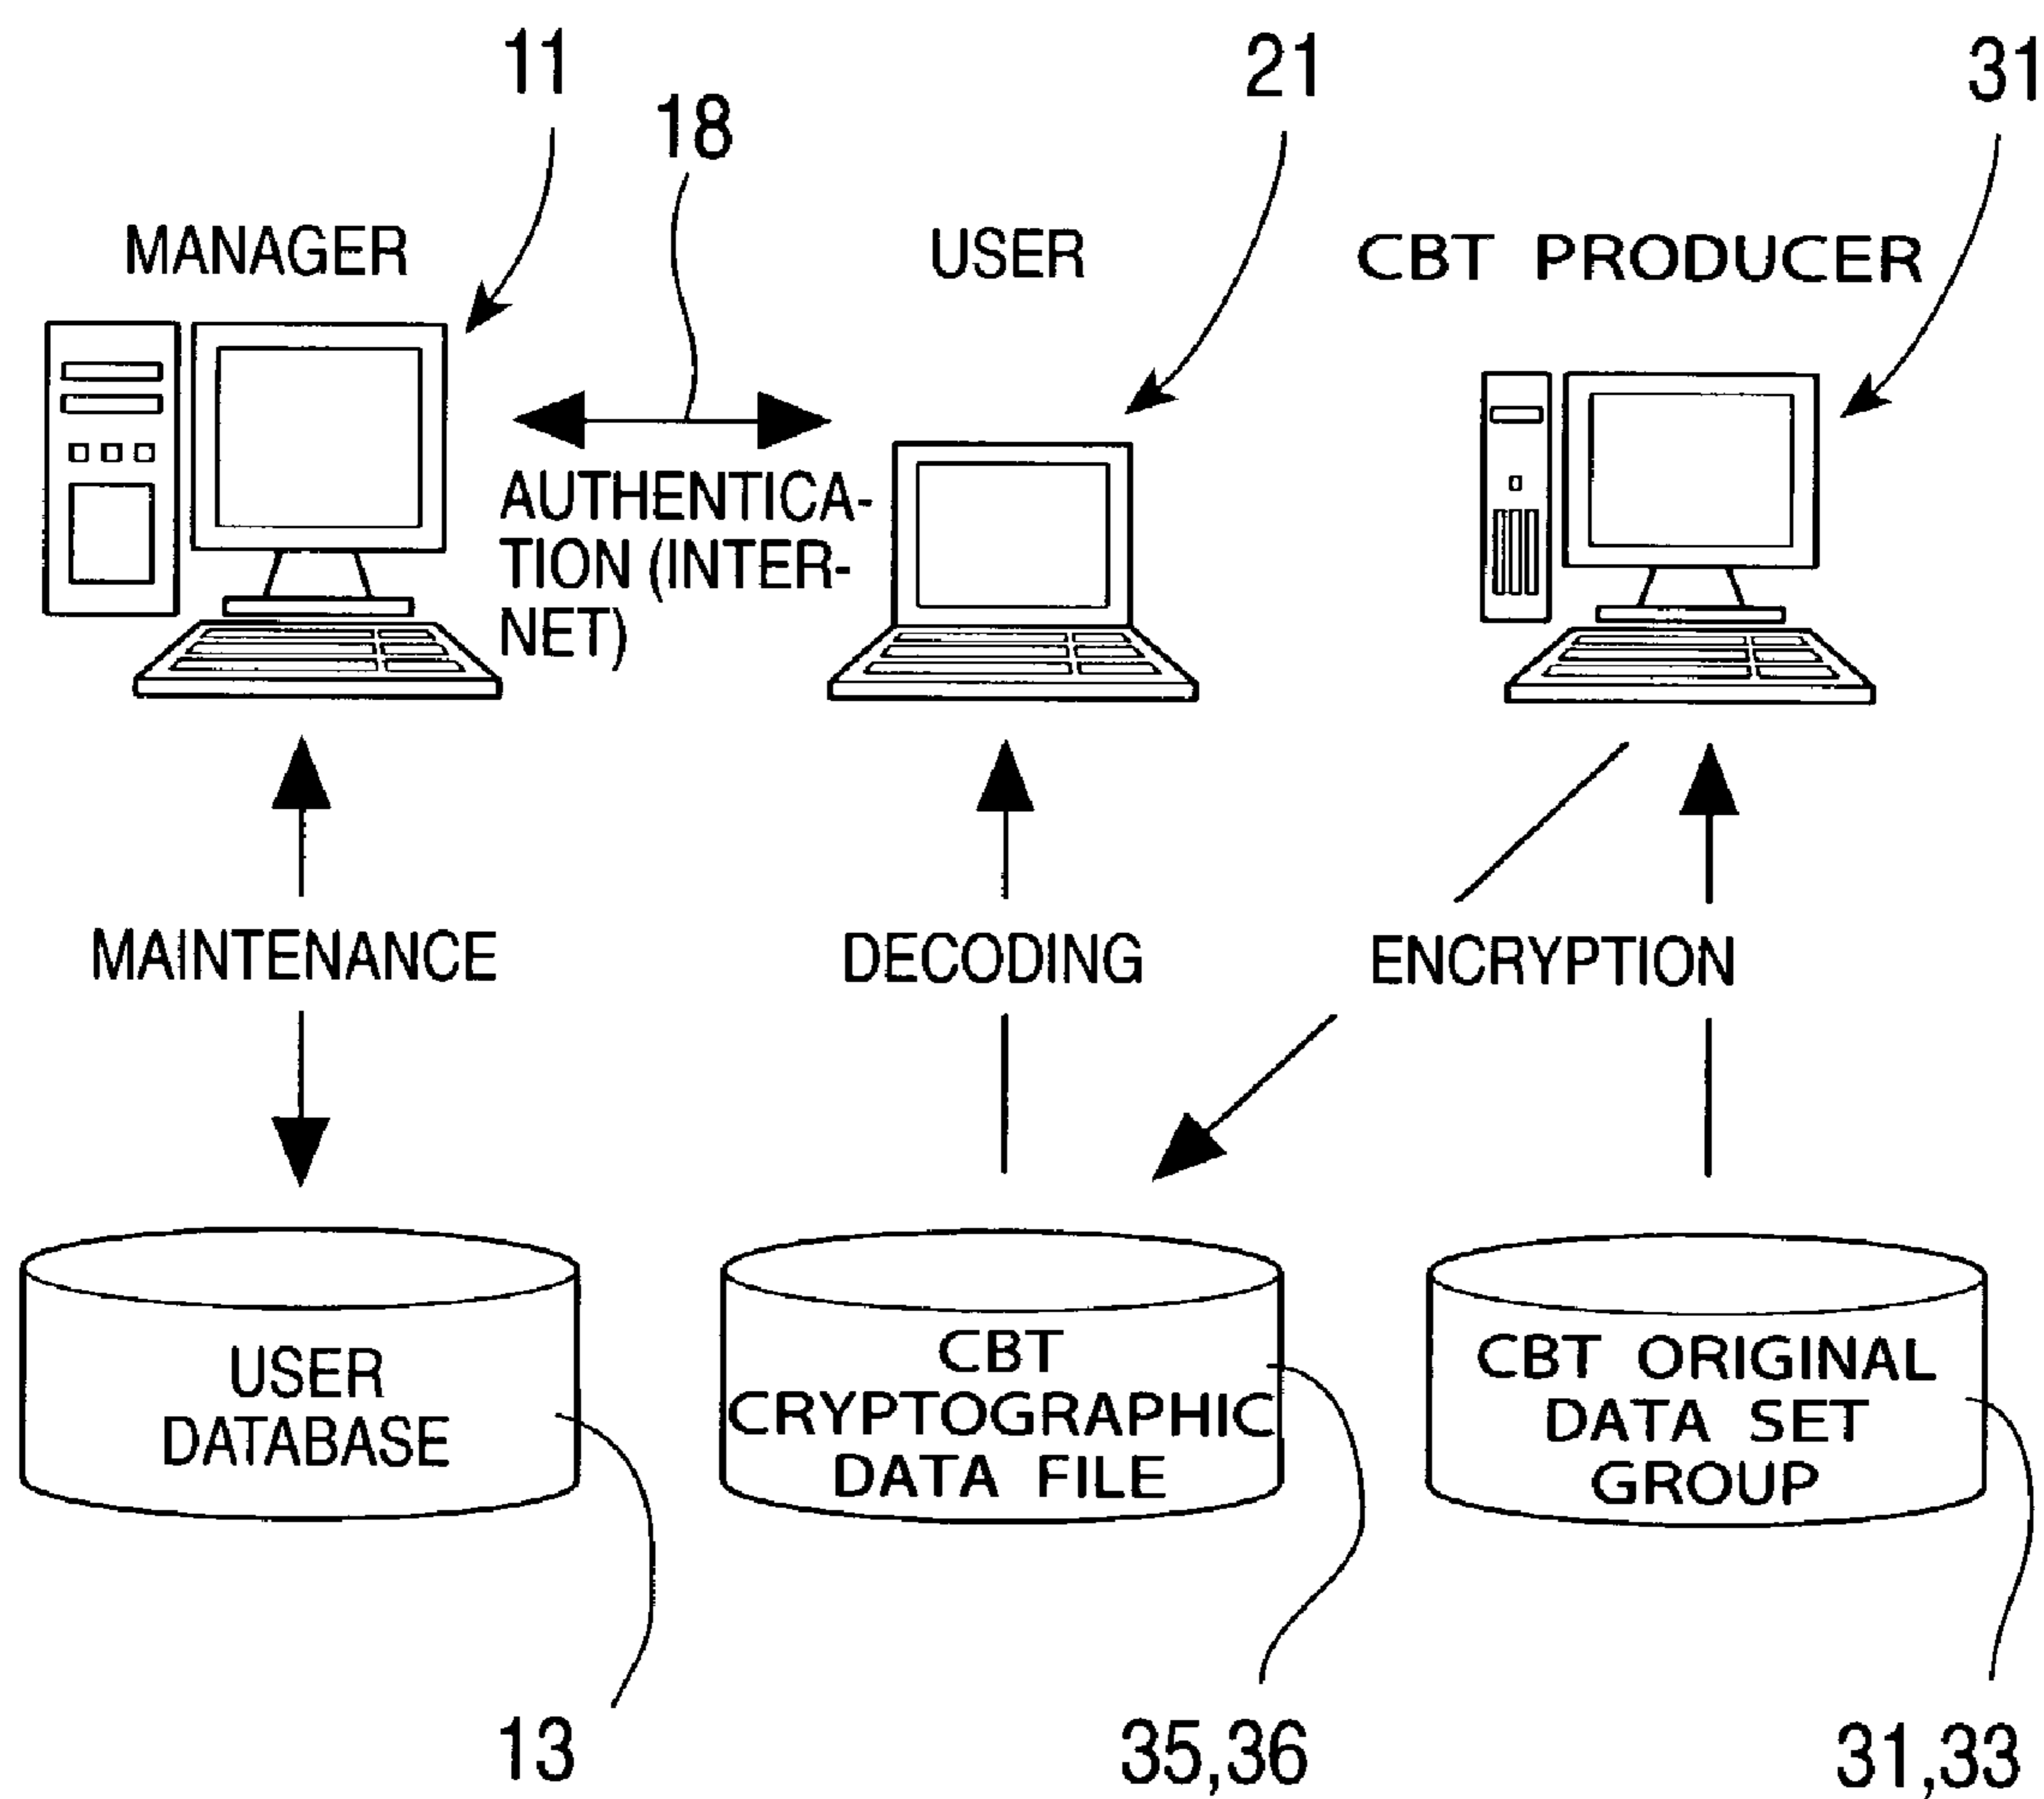 11
18
21
31
MANAGER
USER
CBT PRODUCER
AUTHENTICA-
TION (INTER-
NET)
MAINTENANCE
DECODING
ENCRYPTION
USER
DATABASE
CBT
CRYPTOGRAPHIC
DATA FILE
CBT ORIGINAL
DATA SET
GROUP
13
35,36
31,33